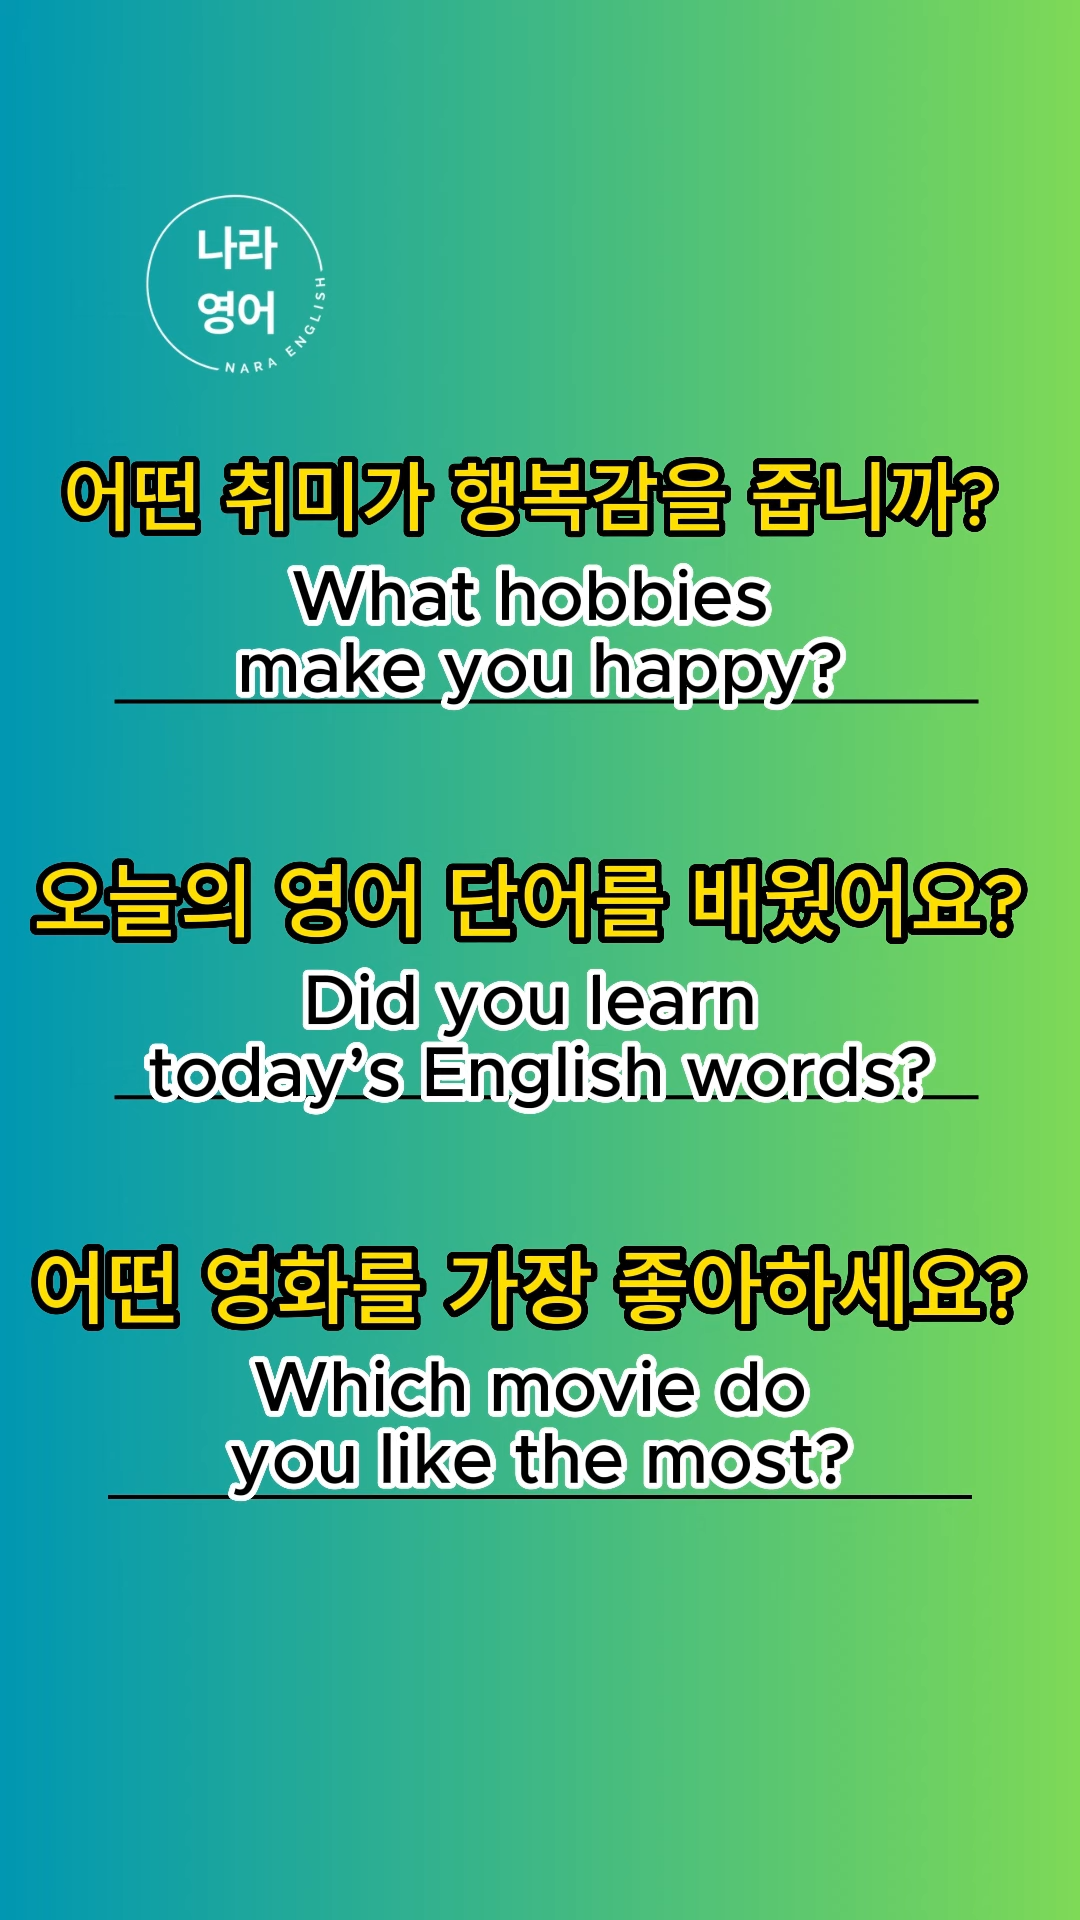 나라
영어
NARA ENGLISH
어떤 취미가 행복감을 줍니까?
What hobbies
make you happy?
오늘의 영어 단어를 배웠어요?
Did you learn
today’s English words?
어떤 영화를 가장 좋아하세요?
Which movie do
you like the most?